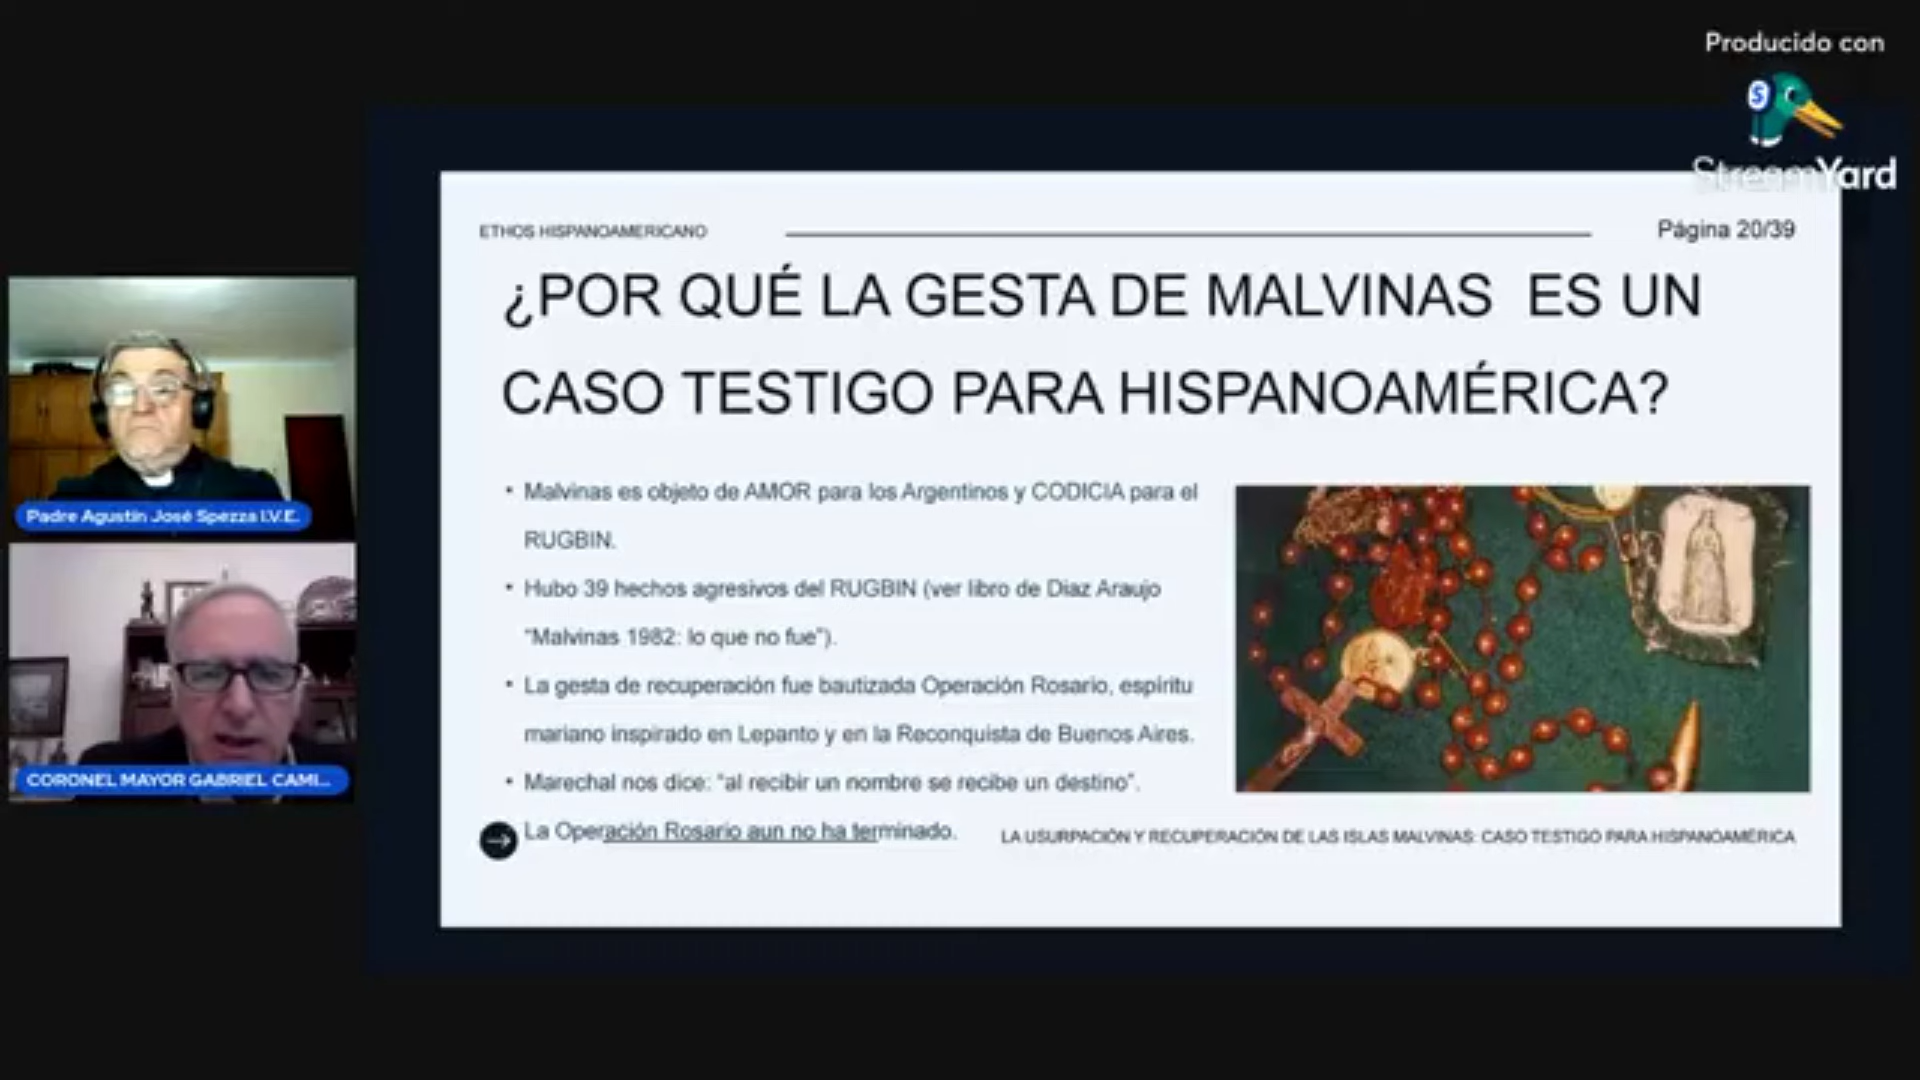 Producido con
StreamYard
ETHOS HISPANOAMERICANO
Página 20/39
¿POR QUÉ LA GESTA DE MALVINAS ES UN
CASO TESTIGO PARA HISPANOAMÉRICA?
• Malvinas es objeto de AMOR para los Argentinos y CODICIA para el
RUGBIN.
• Hubo 39 hechos agresivos del RUGBIN (ver libro de Diaz Araujo
“Malvinas 1982: lo que no fue”).
• La gesta de recuperación fue bautizada Operación Rosario, espíritu
mariano inspirado en Lepanto y en la Reconquista de Buenos Aires.
• Marechal nos dice: “al recibir un nombre se recibe un destino”.
La Operación Rosario aun no ha terminado.
LA USURPACIÓN Y RECUPERACIÓN DE LAS ISLAS MALVINAS: CASO TESTIGO PARA HISPANOAMÉRICA
Padre Agustín José Spezza I.V.E.
CORONEL MAYOR GABRIEL CAMI...